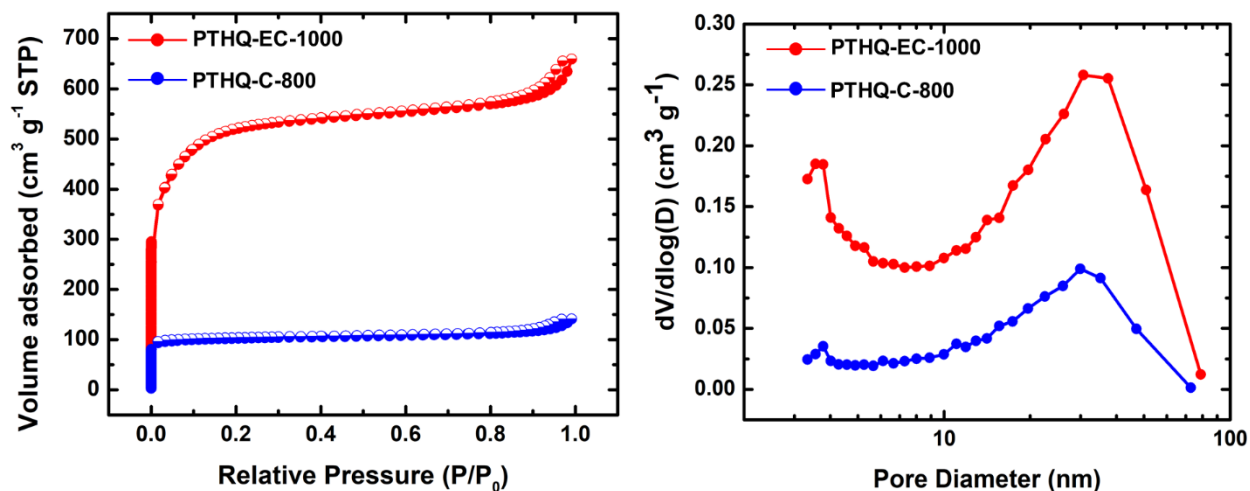 Volume adsorbed (cm³ g⁻¹ STP)
700
600
500
400
300
200
100
0
PTHQ-EC-1000
PTHQ-C-800
0.0 0.2 0.4 0.6 0.8 1.0
Relative Pressure (P/P₀)
dV/dlog(D) (cm³ g⁻¹)
0.30
0.25
0.20
0.15
0.10
0.05
0.00
PTHQ-EC-1000
PTHQ-C-800
10 100
Pore Diameter (nm)